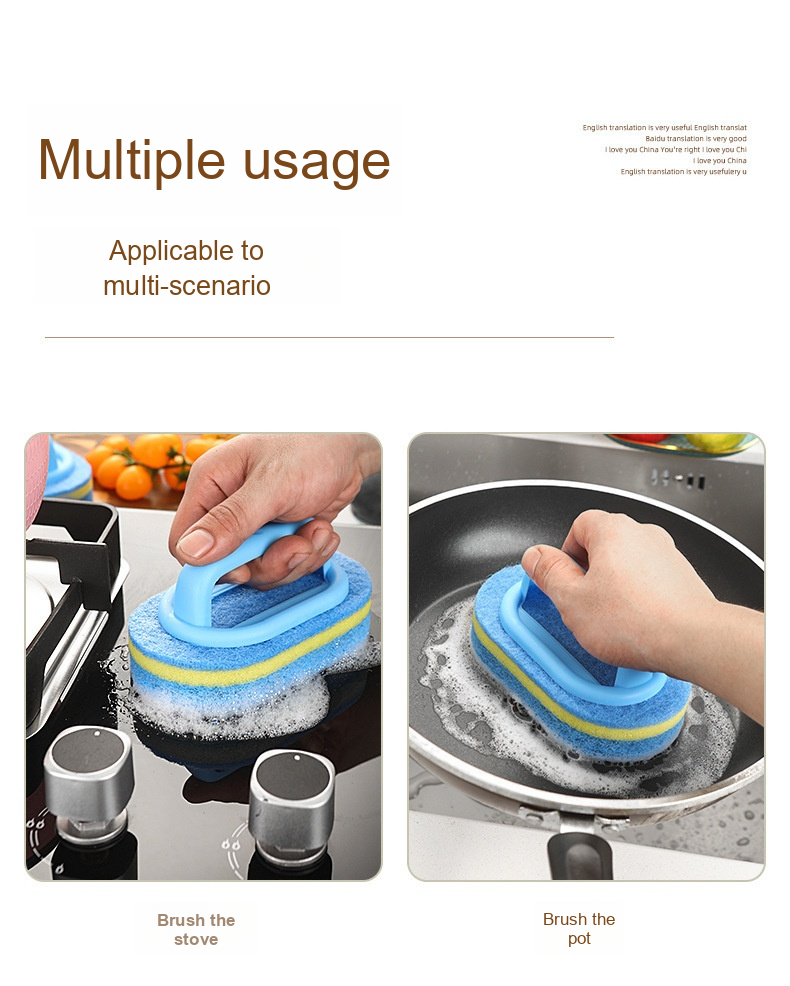 Multiple usage
English translation is very useful English translat
Baidu translation is very good
I love you China You're right I love you Chi
I love you China
English translation is very usefulery u
Applicable to
multi-scenario
Brush the
stove
Brush the
pot